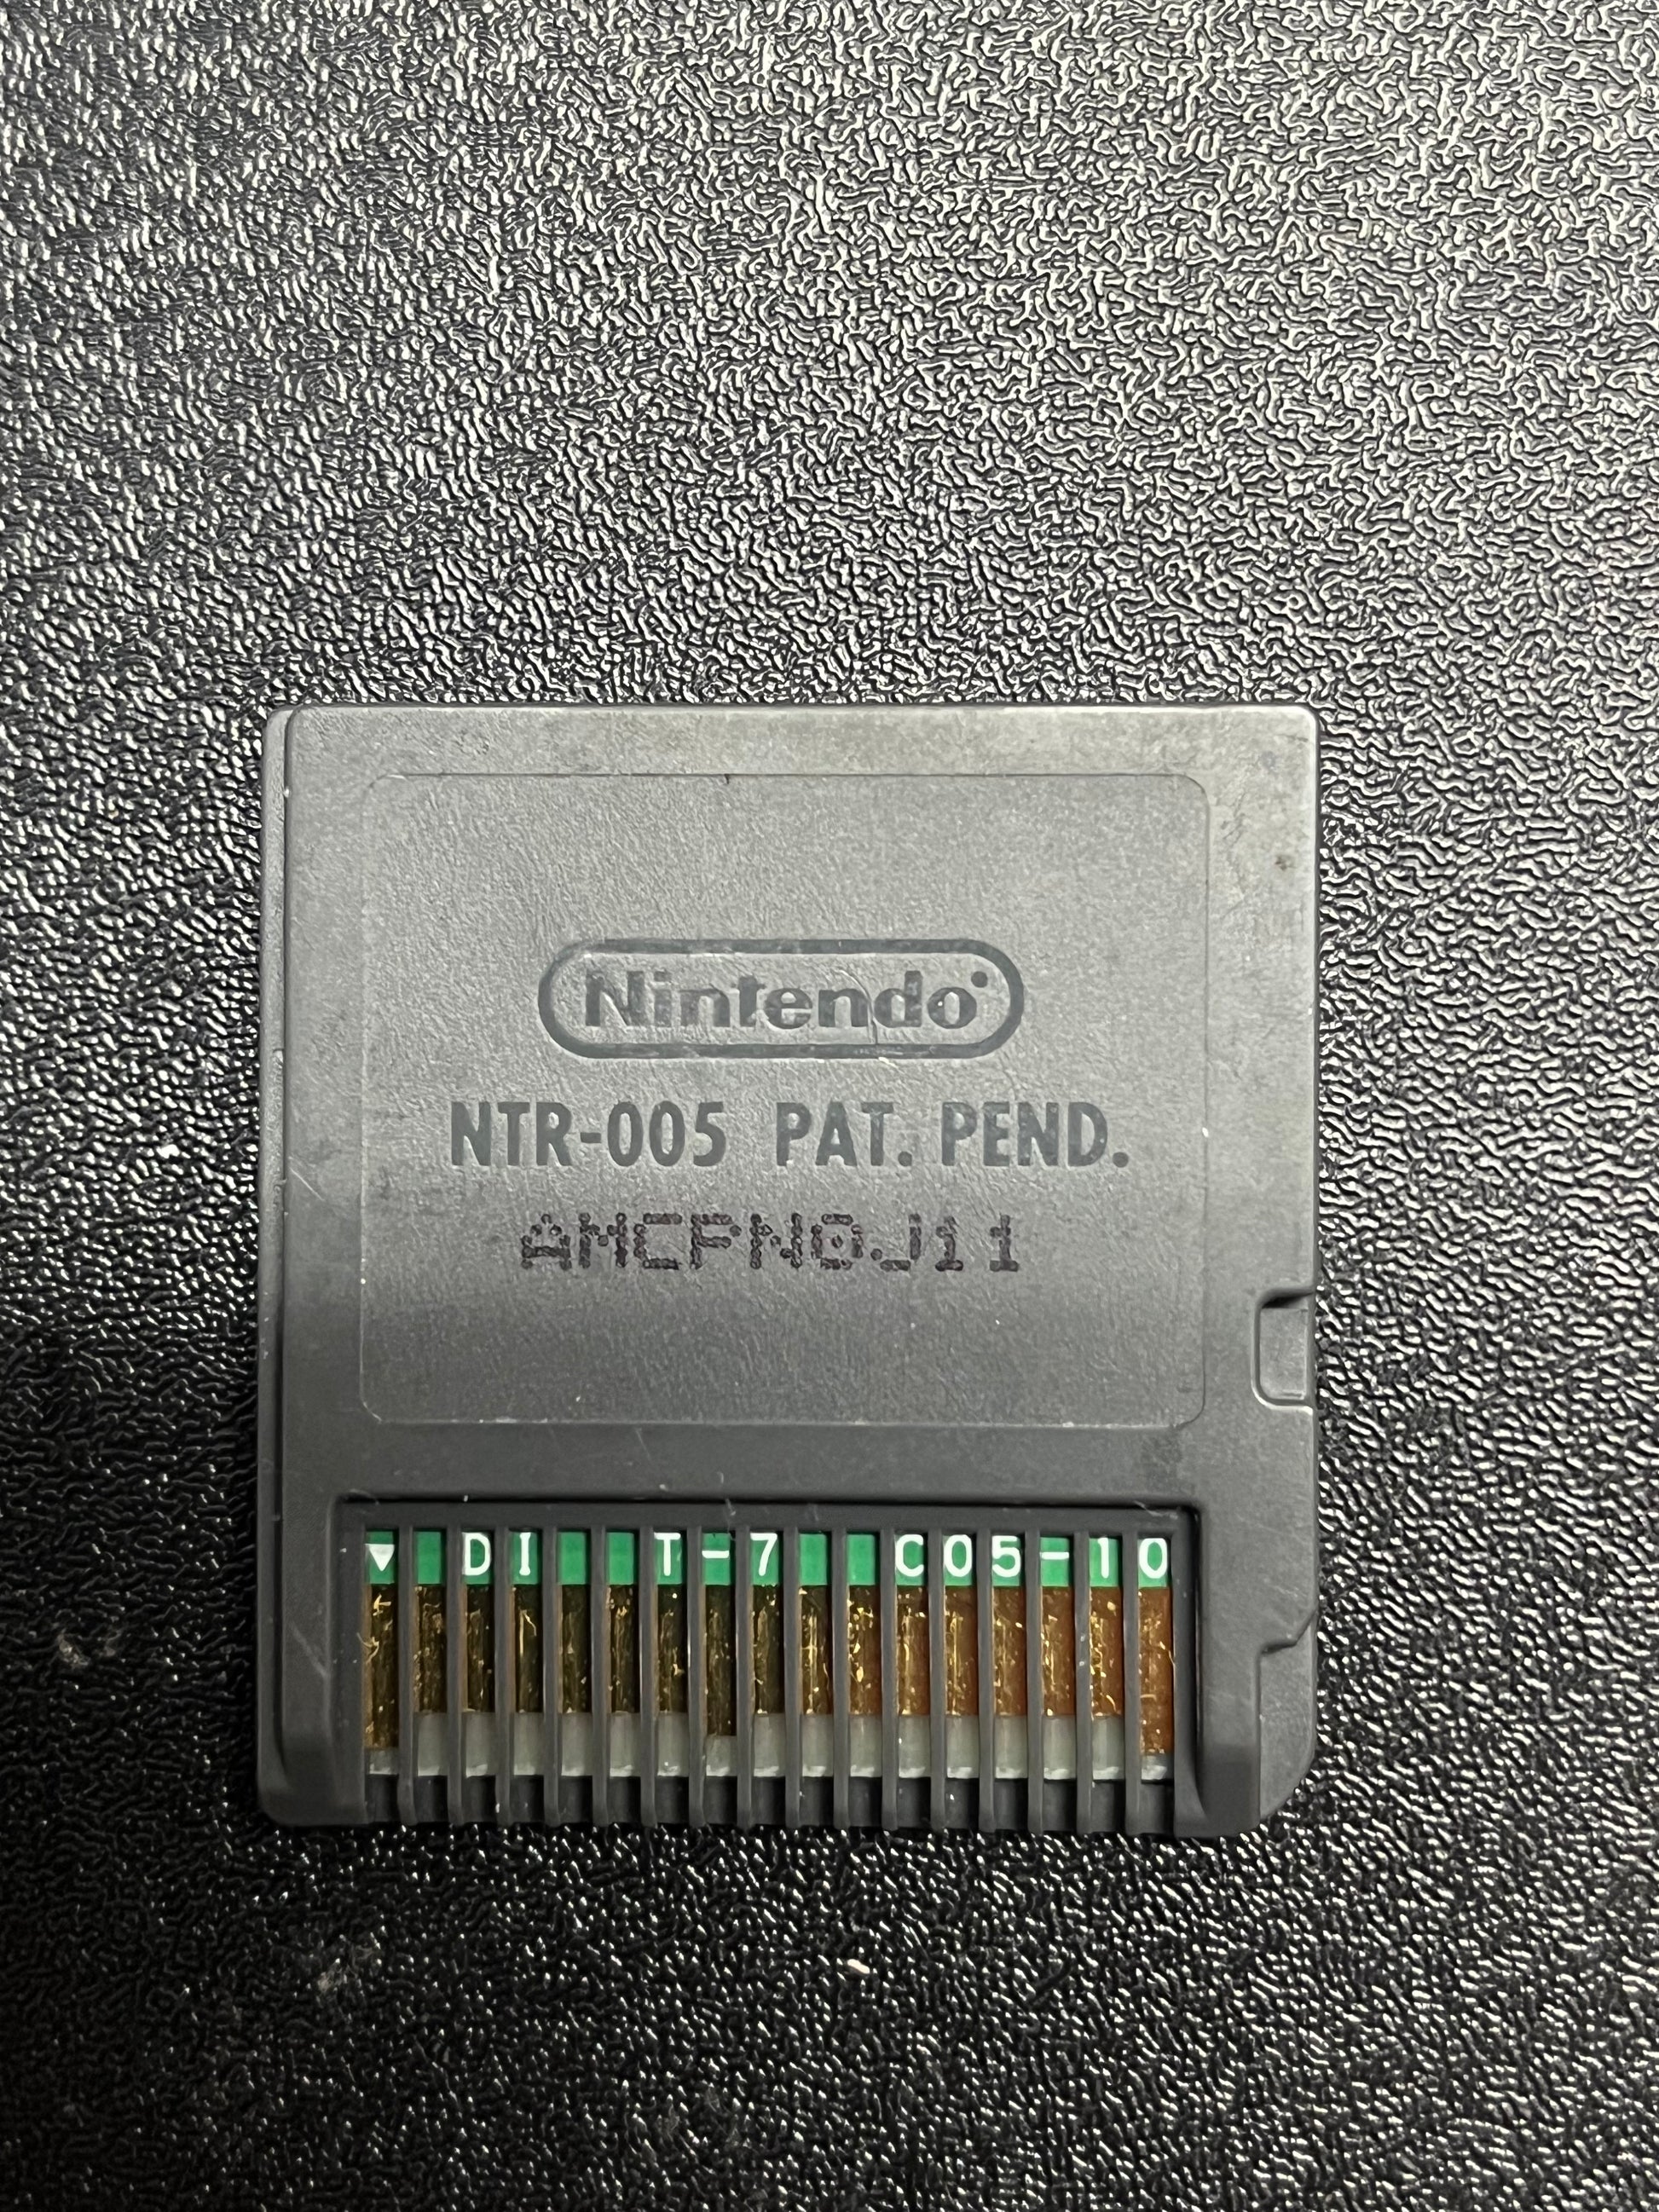 Nintendo
NTR-005 PAT. PEND.
AMCPN0J11
▼ DI T-7 C05-10